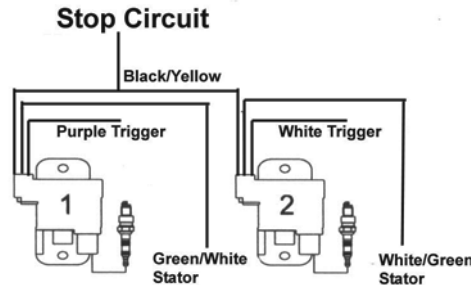 Stop Circuit
Black/Yellow
Purple Trigger
White Trigger
1
2
Green/White
Stator
White/Green
Stator